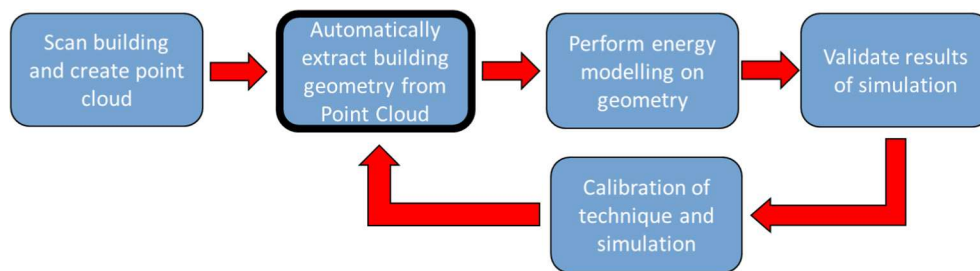 Scan building
and create point
cloud
Automatically
extract building
geometry from
Point Cloud
Perform energy
modelling on
geometry
Validate results
of simulation
Calibration of
technique and
simulation